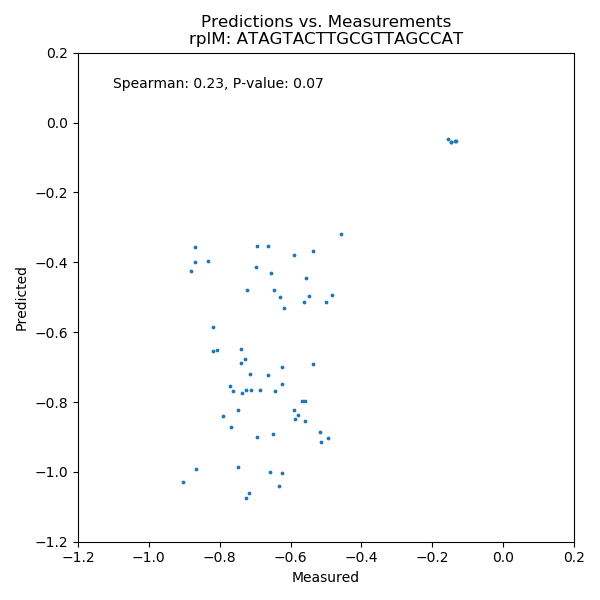 Predictions vs. Measurements
rplM: ATAGTACTTGCGTTAGCCAT
Spearman: 0.23, P-value: 0.07
0.2
0.0
−0.2
−0.4
−0.6
−0.8
−1.0
−1.2
Predicted
−1.2 −1.0 −0.8 −0.6 −0.4 −0.2 0.0 0.2
Measured